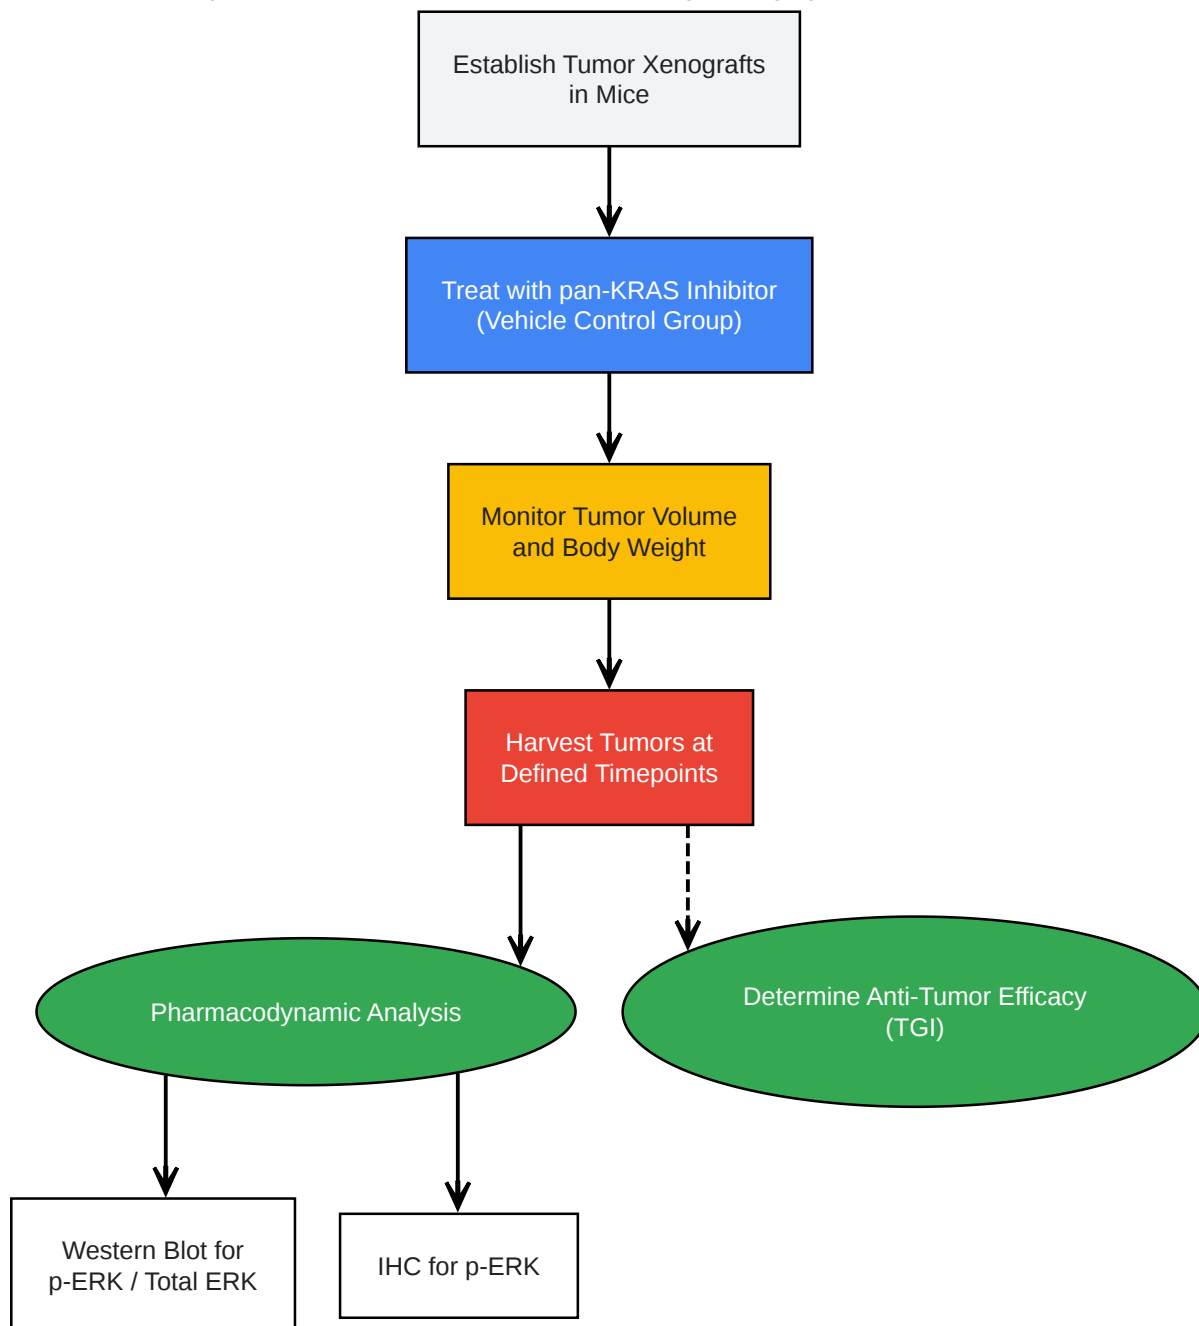 Establish Tumor Xenografts
in Mice
Treat with pan-KRAS Inhibitor
(Vehicle Control Group)
Monitor Tumor Volume
and Body Weight
Harvest Tumors at
Defined Timepoints
Pharmacodynamic Analysis
Determine Anti-Tumor Efficacy
(TGI)
Western Blot for
p-ERK / Total ERK
IHC for p-ERK